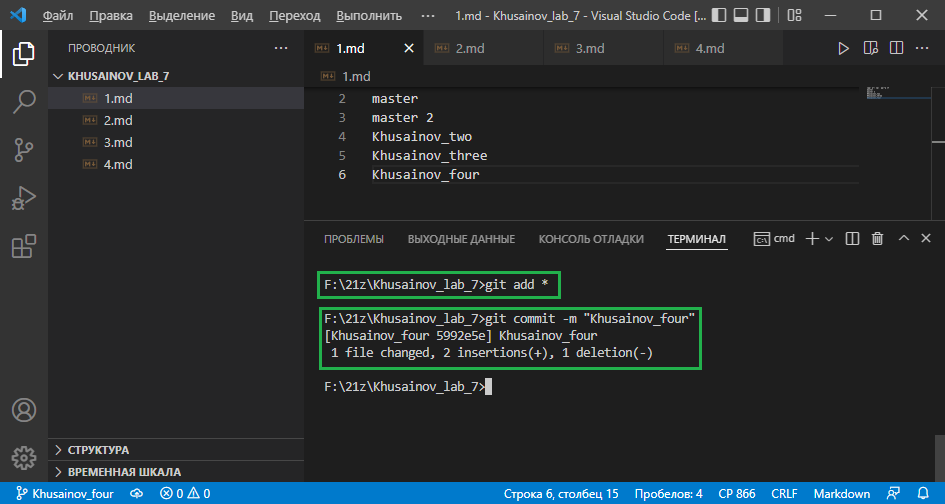 Файл Правка Выделение Вид Переход Выполнить ··· 1.md - Khusainov_lab_7 - Visual Studio Code [...
ПРОВОДНИК ···
KHUSAINOV_LAB_7
1.md
2.md
3.md
4.md
СТРУКТУРА
ВРЕМЕННАЯ ШКАЛА
1.md 2.md 3.md 4.md
1.md
2 master
3 master 2
4 Khusainov_two
5 Khusainov_three
6 Khusainov_four
ПРОБЛЕМЫ ВЫХОДНЫЕ ДАННЫЕ КОНСОЛЬ ОТЛАДКИ ТЕРМИНАЛ cmd
F:\21z\Khusainov_lab_7>git add *
F:\21z\Khusainov_lab_7>git commit -m "Khusainov_four"
[Khusainov_four 5992e5e] Khusainov_four
1 file changed, 2 insertions(+), 1 deletion(-)
F:\21z\Khusainov_lab_7>
Khusainov_four 0 0 Строка 6, столбец 15 Пробелов: 4 CP 866 CRLF Markdown